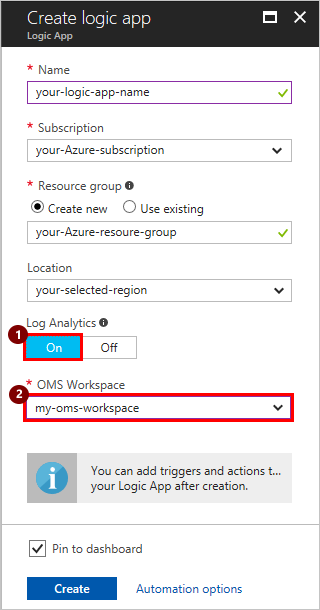 Create logic app
Logic App
* Name
your-logic-app-name
* Subscription
your-Azure-subscription
* Resource group
Create new Use existing
your-Azure-resoure-group
Location
your-selected-region
Log Analytics
1
On Off
* OMS Workspace
2
my-oms-workspace
You can add triggers and actions t...
your Logic App after creation.
Pin to dashboard
Create Automation options